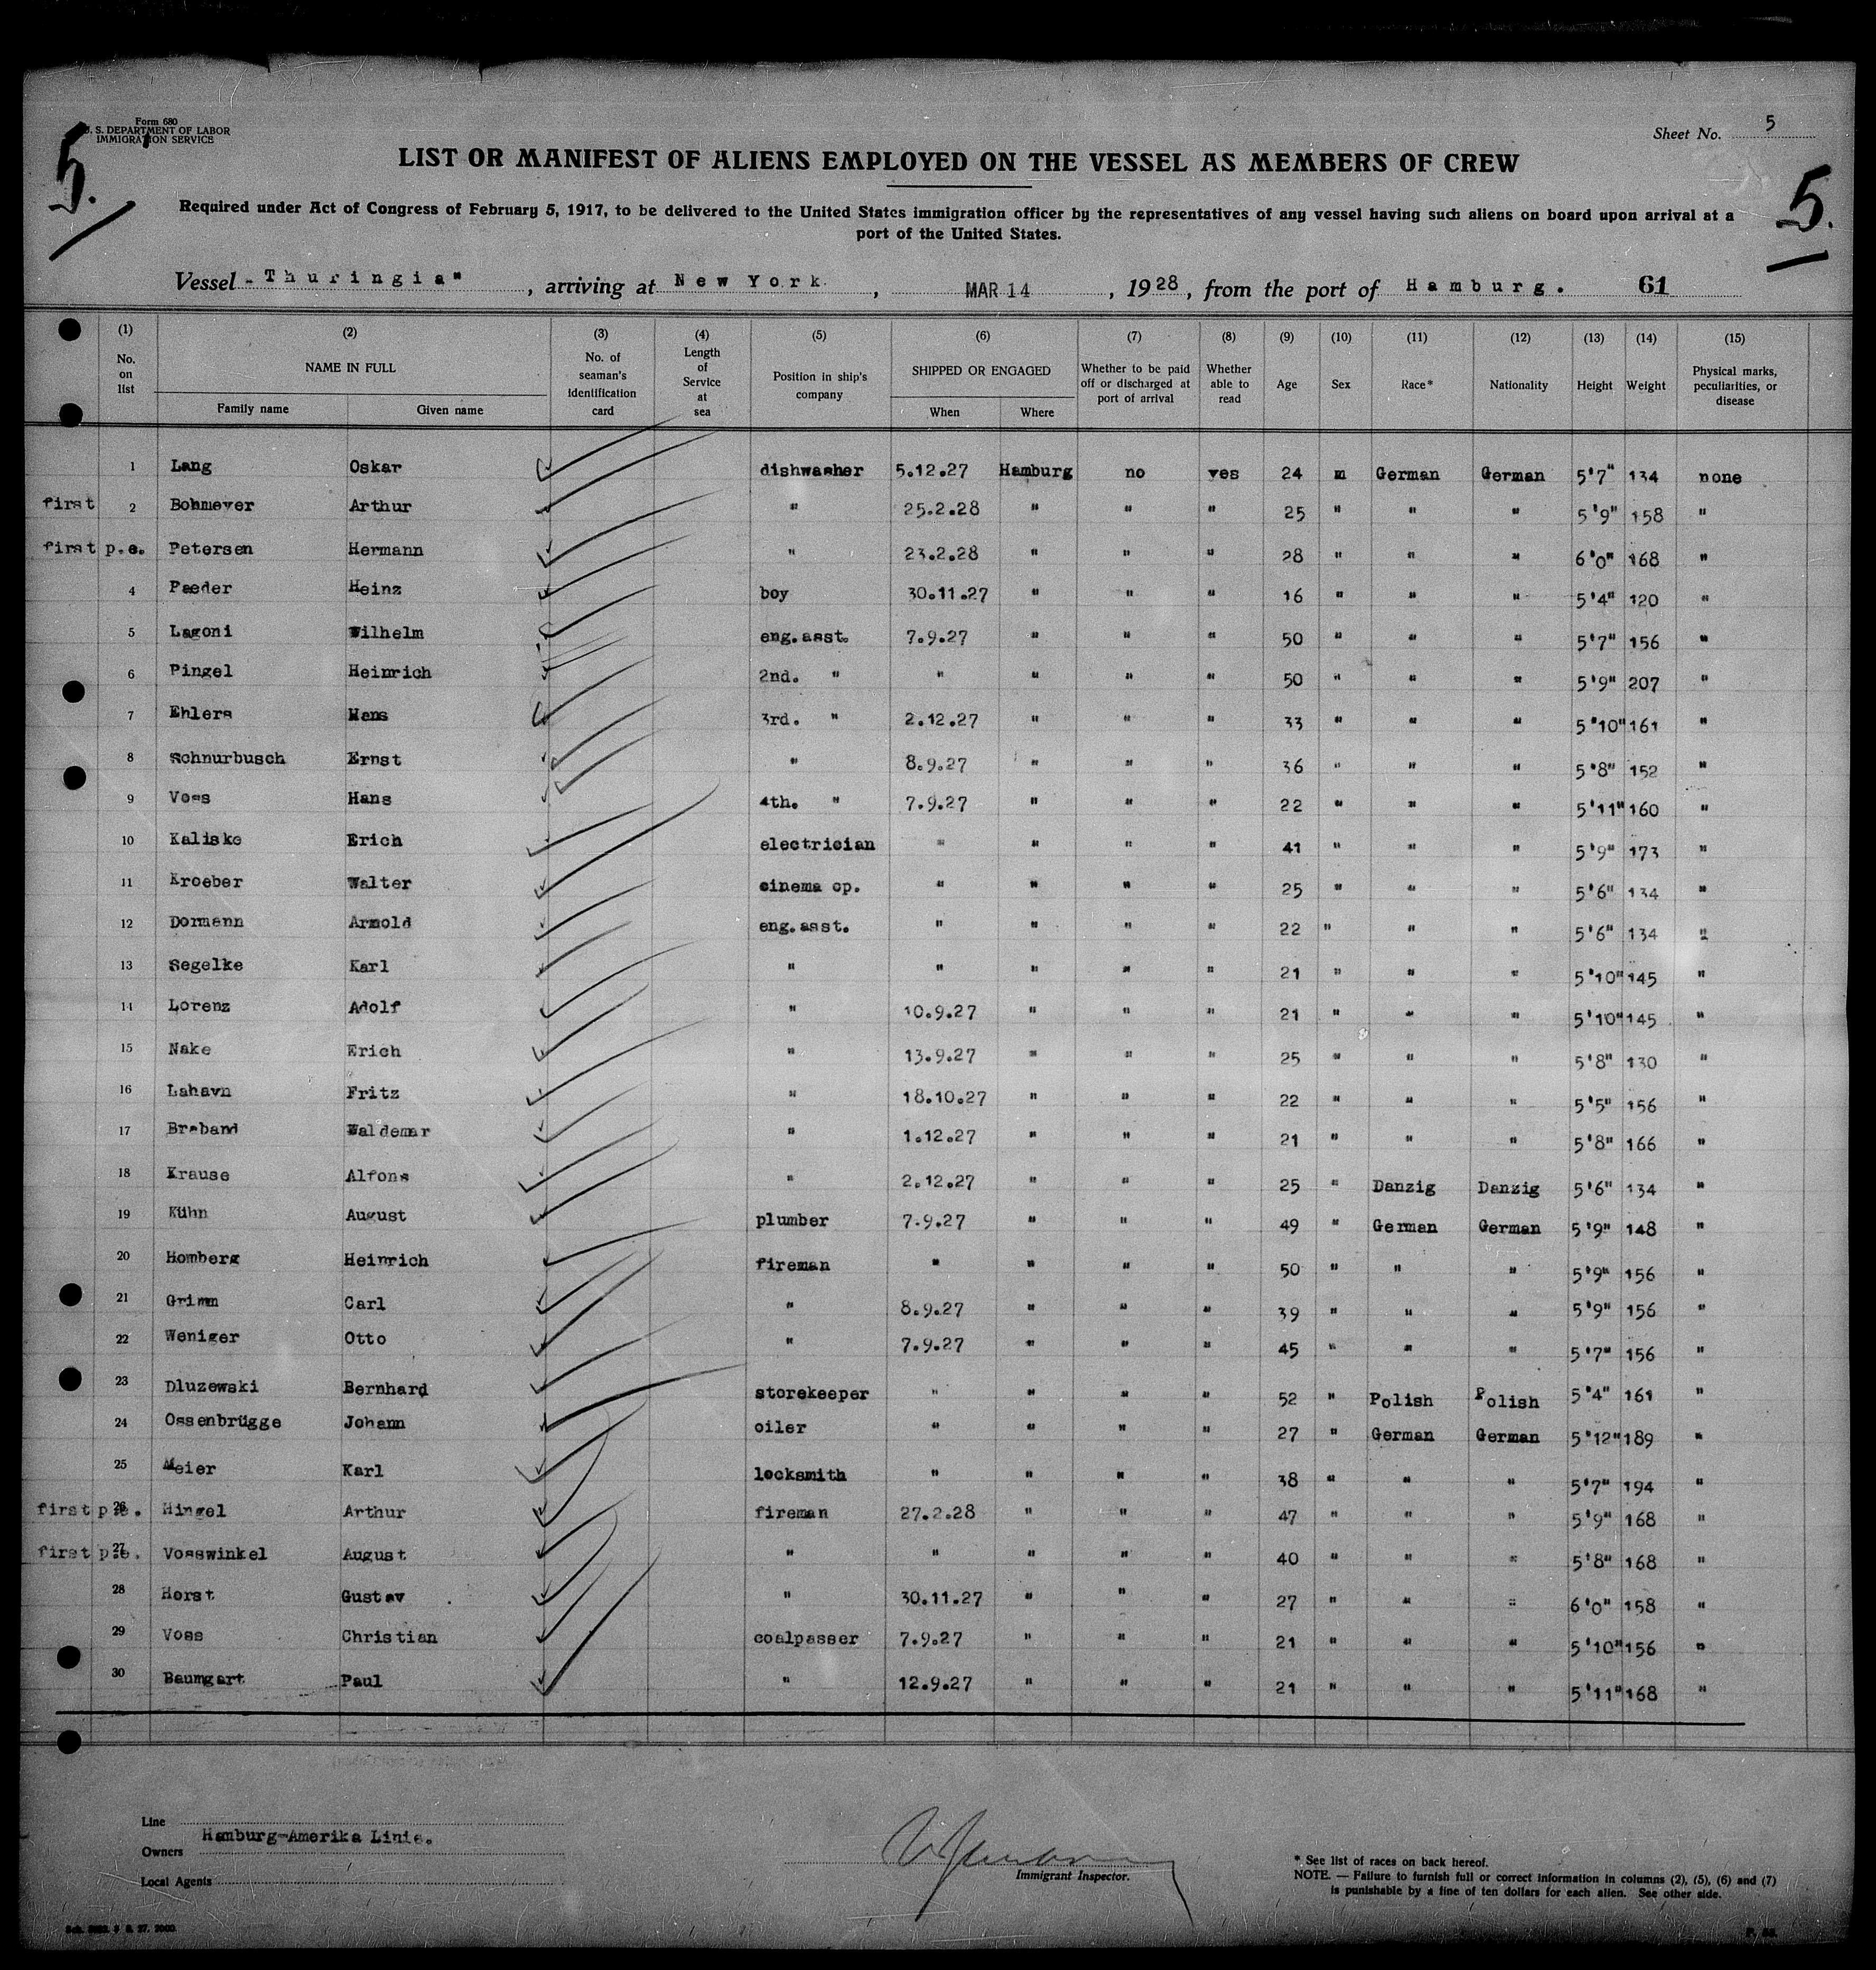 Form 680
U. S. DEPARTMENT OF LABOR
IMMIGRATION SERVICE
Sheet No. 5
5.
5.
LIST OR MANIFEST OF ALIENS EMPLOYED ON THE VESSEL AS MEMBERS OF CREW
Required under Act of Congress of February 5, 1917, to be delivered to the United States immigration officer by the representatives of any vessel having such aliens on board upon arrival at a
port of the United States.
Vessel "Thuringia" , arriving at New York , MAR 14 , 1928 , from the port of Hamburg. 61
(1) No. on list (2) NAME IN FULL Family name Given name (3) No. of seaman's identification card (4) Length of Service at sea (5) Position in ship's company (6) SHIPPED OR ENGAGED When Where (7) Whether to be paid off or discharged at port of arrival (8) Whether able to read (9) Age (10) Sex (11) Race* (12) Nationality (13) Height (14) Weight (15) Physical marks, peculiarities, or disease
1 Lang Oskar dishwasher 5.12.27 Hamburg no yes 24 m German German 5'7" 134 none
first 2 Bohmeyer Arthur " 25.2.28 " " " 25 " " " 5'9" 158 "
first p.e. Petersen Hermann " 23.2.28 " " " 28 " " " 6'0" 168 "
4 Paeder Heinz boy 30.11.27 " " " 16 " " " 5'4" 120 "
5 Lagoni Wilhelm eng.asst. 7.9.27 " " " 50 " " " 5'7" 156 "
6 Pingel Heinrich 2nd. " " " " " 50 " " " 5'9" 207 "
7 Ehlers Hans 3rd. " 2.12.27 " " " 33 " " " 5'10" 161 "
8 Schnurbusch Ernst " 8.9.27 " " " 36 " " " 5'8" 152 "
9 Voss Hans 4th. " 7.9.27 " " " 22 " " " 5'11" 160 "
10 Kaliske Erich electrician " " " " 41 " " " 5'9" 173 "
11 Kroeber Walter cinema op. " " " " 25 " " " 5'6" 134 "
12 Dormann Arnold eng.asst. " " " " 22 " " " 5'6" 134 "
13 Segelke Karl " " " " " 21 " " " 5'10" 145 "
14 Lorenz Adolf " 10.9.27 " " " 21 " " " 5'10" 145 "
15 Nake Erich " 13.9.27 " " " 25 " " " 5'8" 130 "
16 Lahavn Fritz " 18.10.27 " " " 22 " " " 5'5" 156 "
17 Braband Waldemar " 1.12.27 " " " 21 " " " 5'8" 166 "
18 Krause Alfons " 2.12.27 " " " 25 " Danzig Danzig 5'6" 134 "
19 Kühn August plumber 7.9.27 " " " 49 " German German 5'9" 148 "
20 Homberg Heinrich fireman " " " " 50 " " " 5'9" 156 "
21 Grimm Carl " 8.9.27 " " " 39 " " " 5'9" 156 "
22 Weniger Otto " 7.9.27 " " " 45 " " " 5'7" 156 "
23 Dluzewski Bernhard storekeeper " " " " 52 " Polish Polish 5'4" 161 "
24 Ossenbrügge Johann oiler " " " " 27 " German German 5'12" 189 "
25 Meier Karl locksmith " " " " 38 " " " 5'7" 194 "
first p.e. 26 Hingel Arthur fireman 27.2.28 " " " 47 " " " 5'9" 168 "
first p.e. 27 Vosswinkel August " " " " " 40 " " " 5'8" 168 "
28 Horst Gustav " 30.11.27 " " " 27 " " " 6'0" 158 "
29 Voss Christian coalpasser 7.9.27 " " " 21 " " " 5'10" 156 "
30 Baumgart Paul " 12.9.27 " " " 21 " " " 5'11" 168 "
Line
Hamburg-Amerika Linie.
Owners
Local Agents
Immigrant Inspector.
* See list of races on back hereof.
NOTE. — Failure to furnish full or correct information in columns (2), (5), (6) and (7)
is punishable by a fine of ten dollars for each alien. See other side.